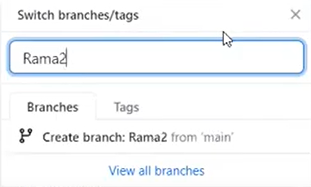 Switch branches/tags
Rama2
Branches Tags
Create branch: Rama2 from 'main'
View all branches